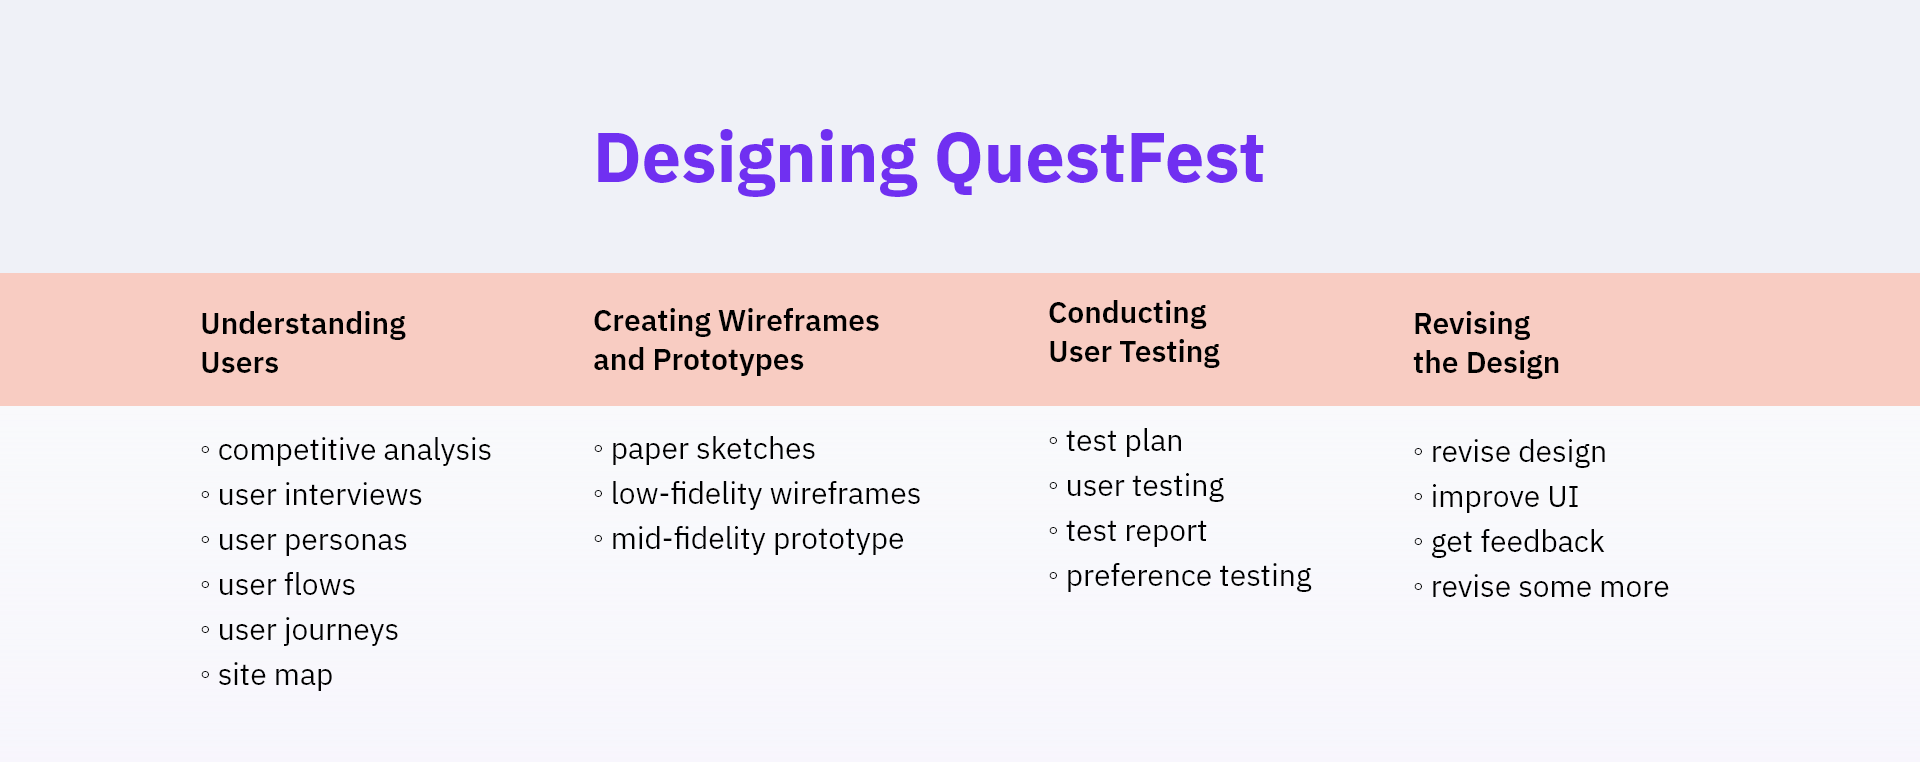 Designing QuestFest
Understanding
Users
◦ competitive analysis
◦ user interviews
◦ user personas
◦ user flows
◦ user journeys
◦ site map
Creating Wireframes
and Prototypes
◦ paper sketches
◦ low-fidelity wireframes
◦ mid-fidelity prototype
Conducting
User Testing
◦ test plan
◦ user testing
◦ test report
◦ preference testing
Revising
the Design
◦ revise design
◦ improve UI
◦ get feedback
◦ revise some more